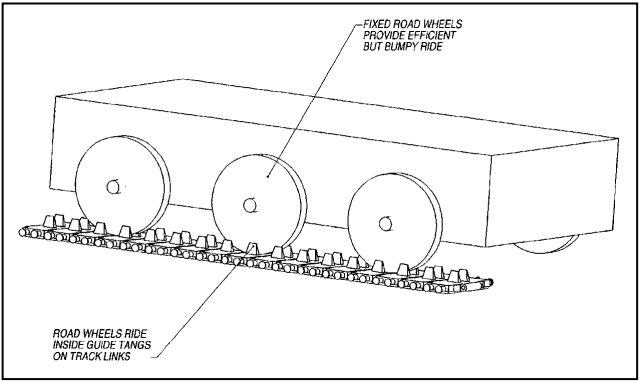 FIXED ROAD WHEELS
PROVIDE EFFICIENT
BUT BUMPY RIDE
ROAD WHEELS RIDE
INSIDE GUIDE TANGS
ON TRACK LINKS